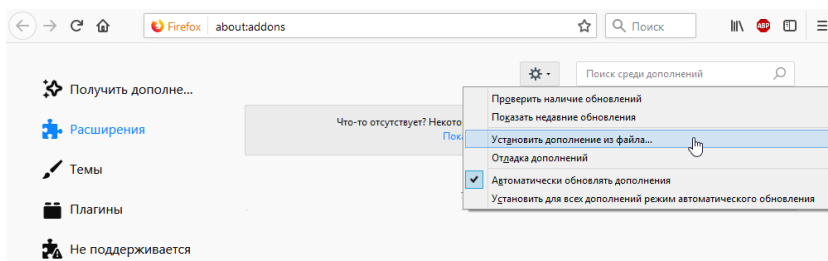 Firefox about:addons Поиск ABP
Поиск среди дополнений
Получить дополне...
Проверить наличие обновлений
Показать недавние обновления
Что-то отсутствует? Некото
Расширения
Пока
Установить дополнение из файла...
Отладка дополнений
Темы
Автоматически обновлять дополнения
Установить для всех дополнений режим автоматического обновления
Плагины
Не поддерживается